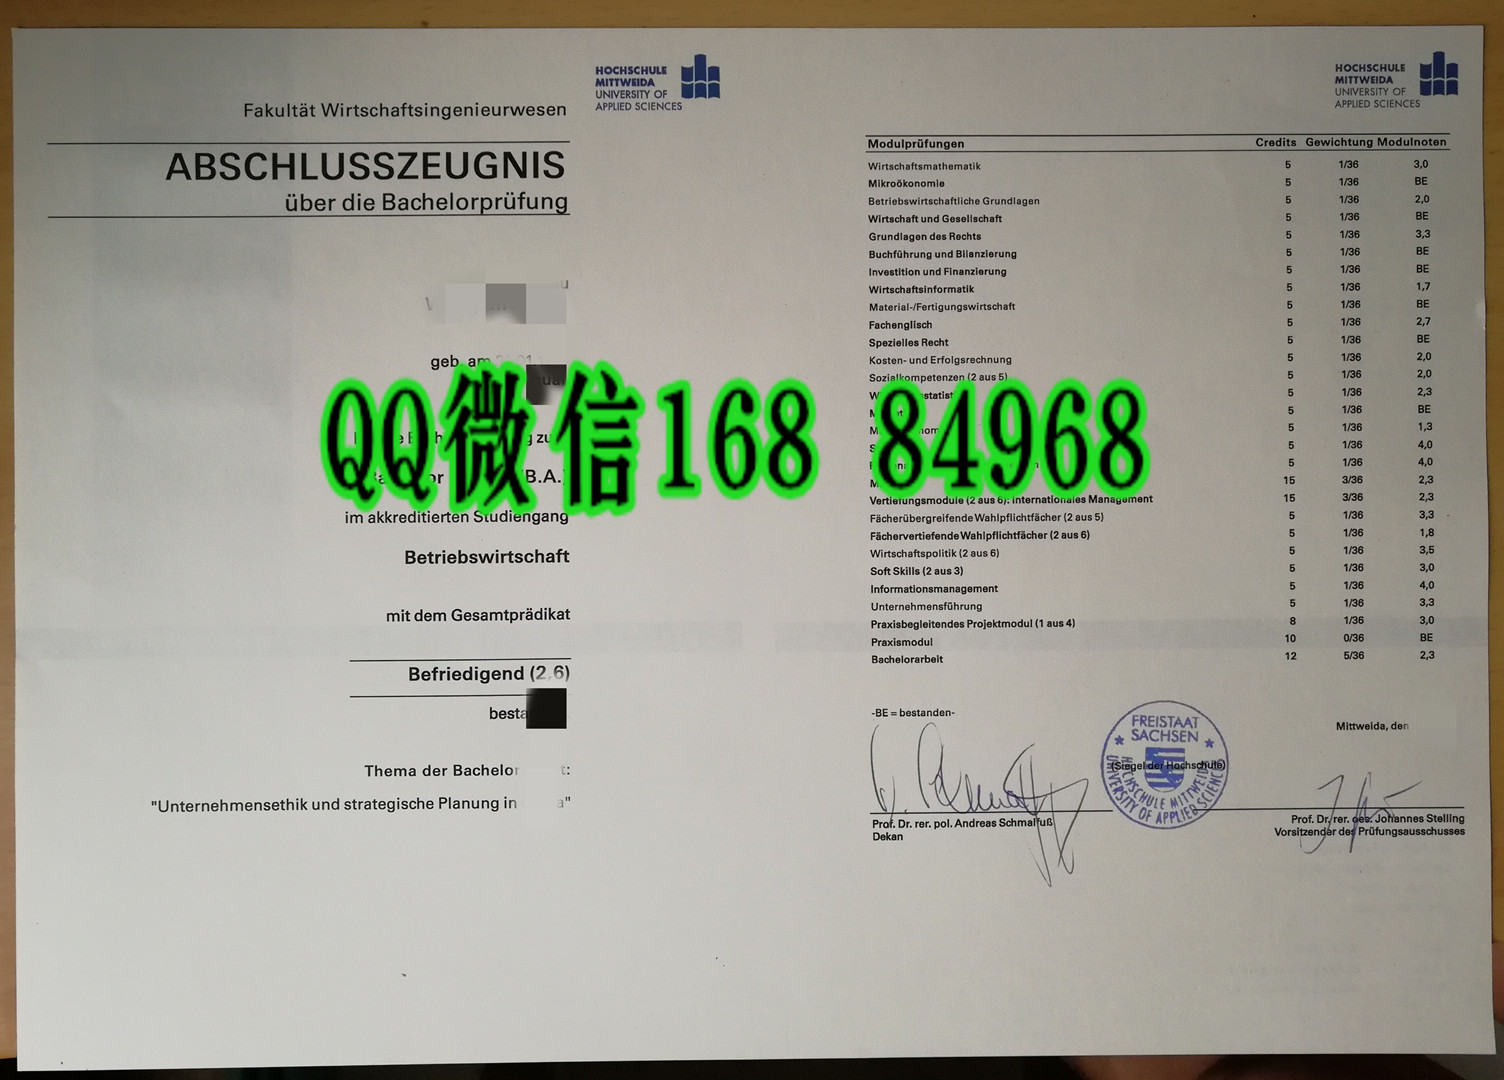 HOCHSCHULE
MITTWEIDA
UNIVERSITY OF
APPLIED SCIENCES
Fakultät Wirtschaftsingenieurwesen
ABSCHLUSSZEUGNIS
über die Bachelorprüfung
geb. am
QQ微信168 84968
B.A.
im akkreditierten Studiengang
Betriebswirtschaft
mit dem Gesamtprädikat
Befriedigend (2,6)
Thema der
"Unternehmensethik und strategische Planung in
HOCHSCHULE
MITTWEIDA
UNIVERSITY OF
APPLIED SCIENCES
Modulprüfungen Credits Gewichtung Modulnoten
Wirtschaftsmathematik 5 1/36 3,0
Mikroökonomie 5 1/36 BE
Betriebswirtschaftliche Grundlagen 5 1/36 2,0
Wirtschaft und Gesellschaft 5 1/36 BE
Grundlagen des Rechts 5 1/36 3,3
Buchführung und Bilanzierung 5 1/36 BE
Investition und Finanzierung 5 1/36 BE
Wirtschaftsinformatik 5 1/36 1,7
Material-/Fertigungswirtschaft 5 1/36 BE
Fachenglisch 5 1/36 2,7
Spezielles Recht 5 1/36 BE
Kosten- und Erfolgsrechnung 5 1/36 2,0
Sozialkompetenzen (2 aus 5) 5 1/36 2,0
5 1/36 2,3
5 1/36 BE
5 1/36 1,3
5 1/36 4,0
5 1/36 4,0
15 3/36 2,3
Vertiefungsmodule (2 aus 6): Internationales Management 15 3/36 2,3
Fächerübergreifende Wahlpflichtfächer (2 aus 5) 5 1/36 3,3
Fächervertiefende Wahlpflichtfächer (2 aus 6) 5 1/36 1,8
Wirtschaftspolitik (2 aus 6) 5 1/36 3,5
Soft Skills (2 aus 3) 5 1/36 3,0
Informationsmanagement 5 1/36 4,0
Unternehmensführung 5 1/36 3,3
Praxisbegleitendes Projektmodul (1 aus 4) 8 1/36 3,0
Praxismodul 10 0/36 BE
Bachelorarbeit 12 5/36 2,3
-BE = bestanden-
Mittweida, den
FREISTAAT
SACHSEN
(Siegel der Hochschule)
HOCHSCHULE MITTWEIDA
UNIVERSITY OF APPLIED SCIENCES
Prof. Dr. rer. pol. Andreas Schmalfuß
Dekan
Prof. Dr. rer. oec. Johannes Stelling
Vorsitzender des Prüfungsausschusses